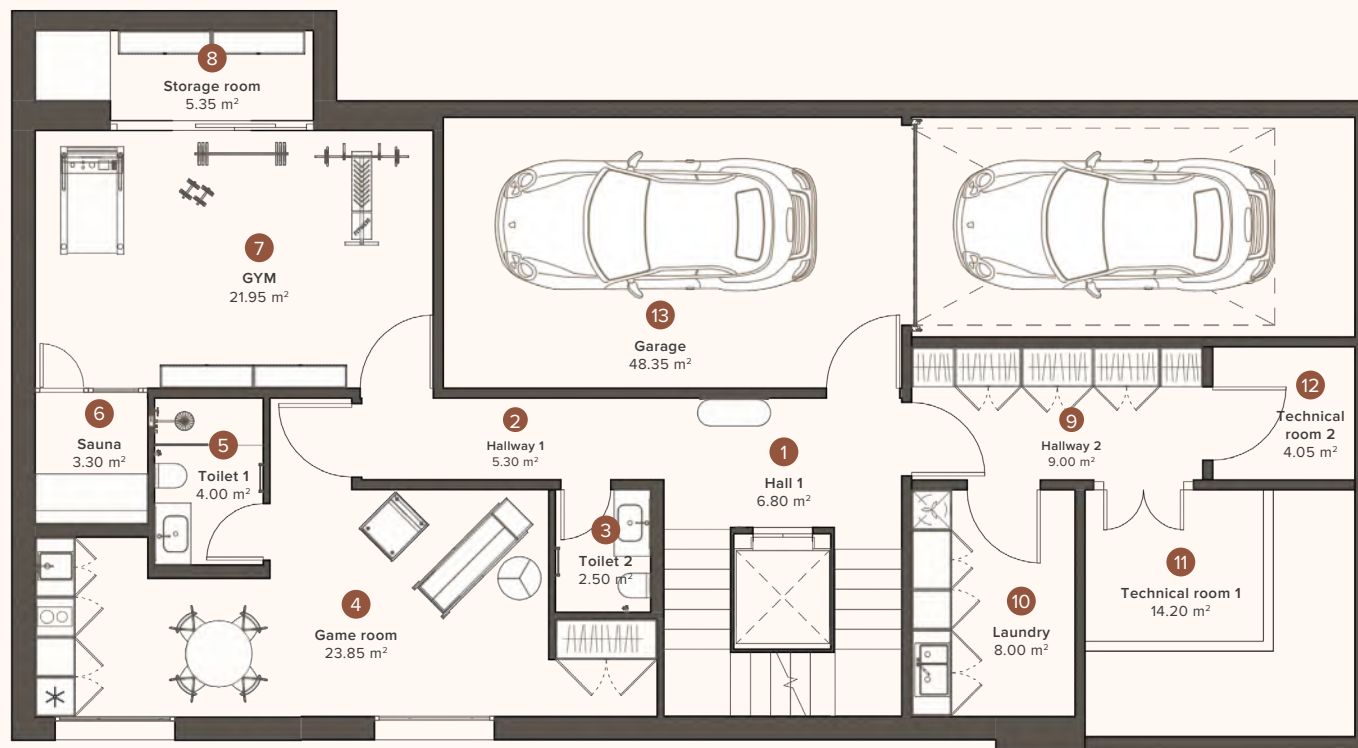 8
Storage room
5.35 m²
7
GYM
21.95 m²
13
Garage
48.35 m²
6
Sauna
3.30 m²
5
Toilet 1
4.00 m²
2
Hallway 1
5.30 m²
1
Hall 1
6.80 m²
9
Hallway 2
9.00 m²
12
Technical
room 2
4.05 m²
3
Toilet 2
2.50 m²
4
Game room
23.85 m²
10
Laundry
8.00 m²
11
Technical room 1
14.20 m²